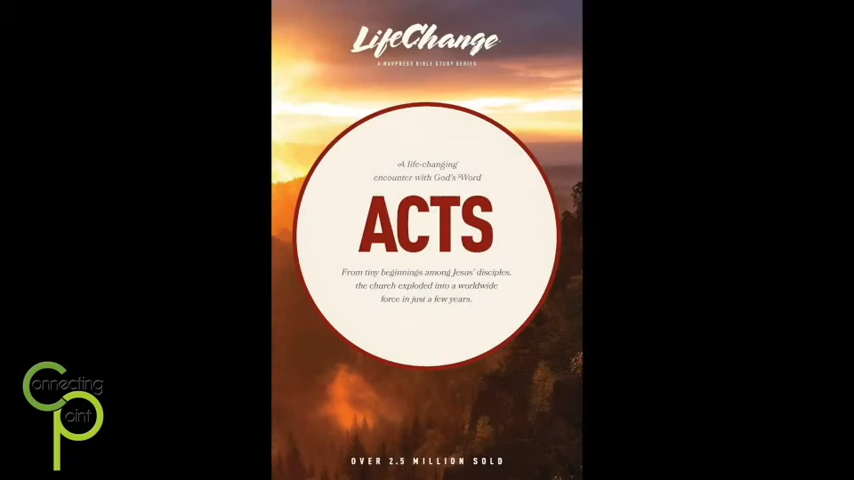 LifeChange
A NAVPRESS BIBLE STUDY SERIES
A life-changing
encounter with God's Word
ACTS
From tiny beginnings among Jesus' disciples,
the church exploded into a worldwide
force in just a few years.
Connecting
Point
OVER 2.5 MILLION SOLD